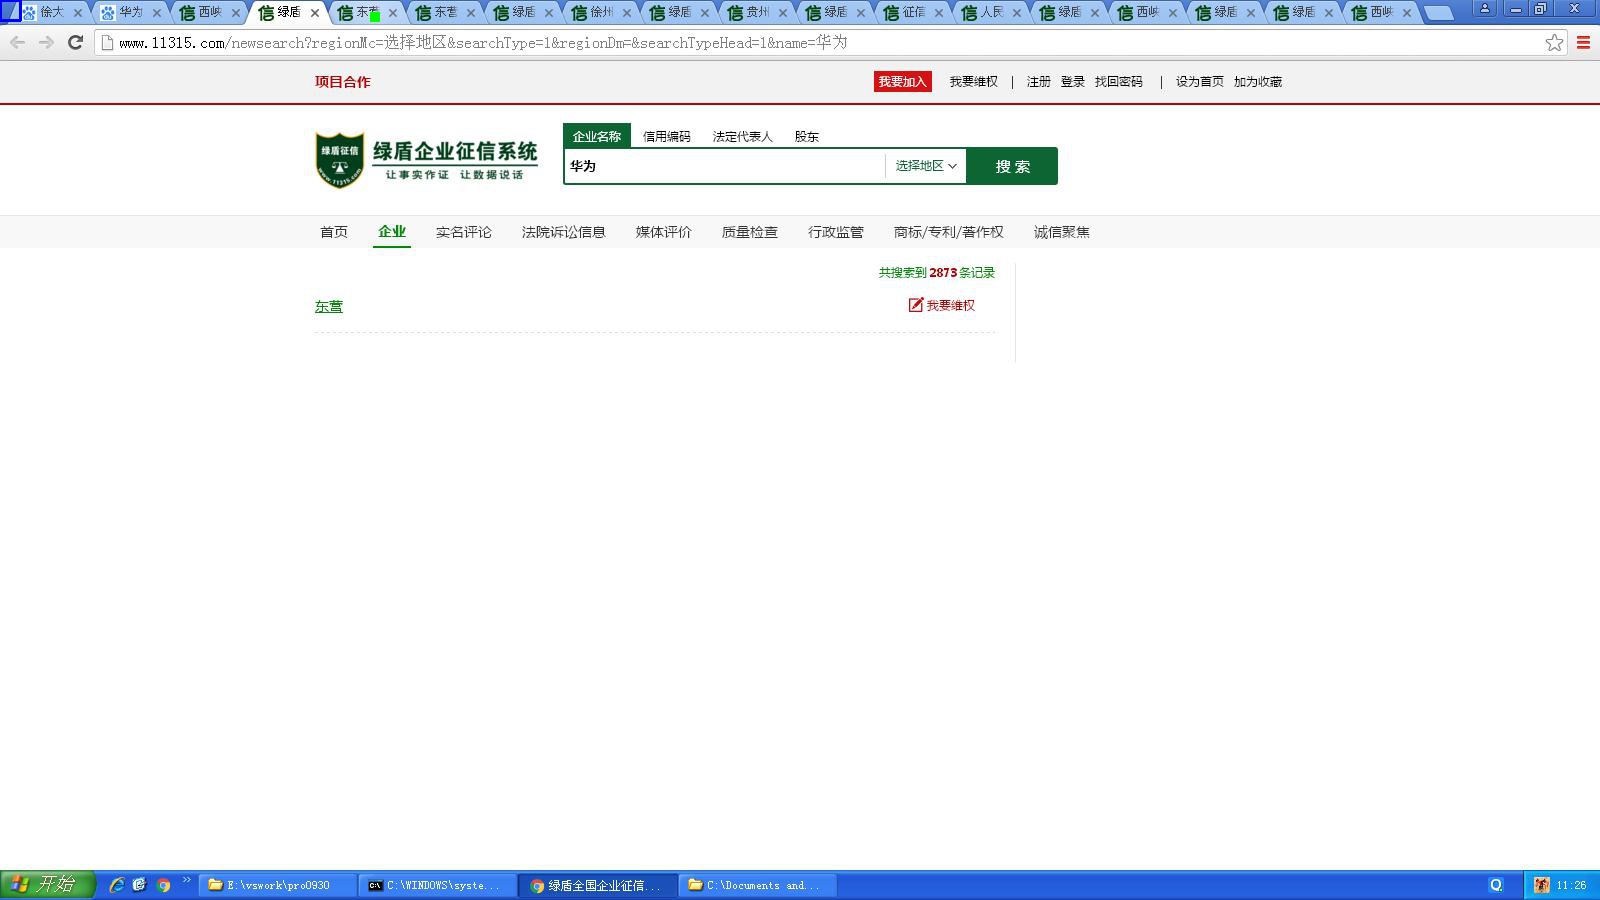 徐大 华为 西峡 绿盾 东营 东营 绿盾 徐州 绿盾 贵州 绿盾 征信 人民 绿盾 西峡 绿盾 绿盾 西峡
www.11315.com/newsearch?regionMc=选择地区&searchType=1&regionDm=&searchTypeHead=1&name=华为
项目合作 我要加入 我要维权 | 注册 登录 找回密码 | 设为首页 加为收藏
企业名称 信用编码 法定代表人 股东
绿盾征信
www.11315.com
绿盾企业征信系统
让事实作证 让数据说话
华为 选择地区 搜 索
首页 企业 实名评论 法院诉讼信息 媒体评价 质量检查 行政监管 商标/专利/著作权 诚信聚焦
共搜索到 2873 条记录
东营 我要维权
开始 E:\vswork\pro0930 C:\WINDOWS\syste... 绿盾全国企业征信... C:\Documents and... 11:26